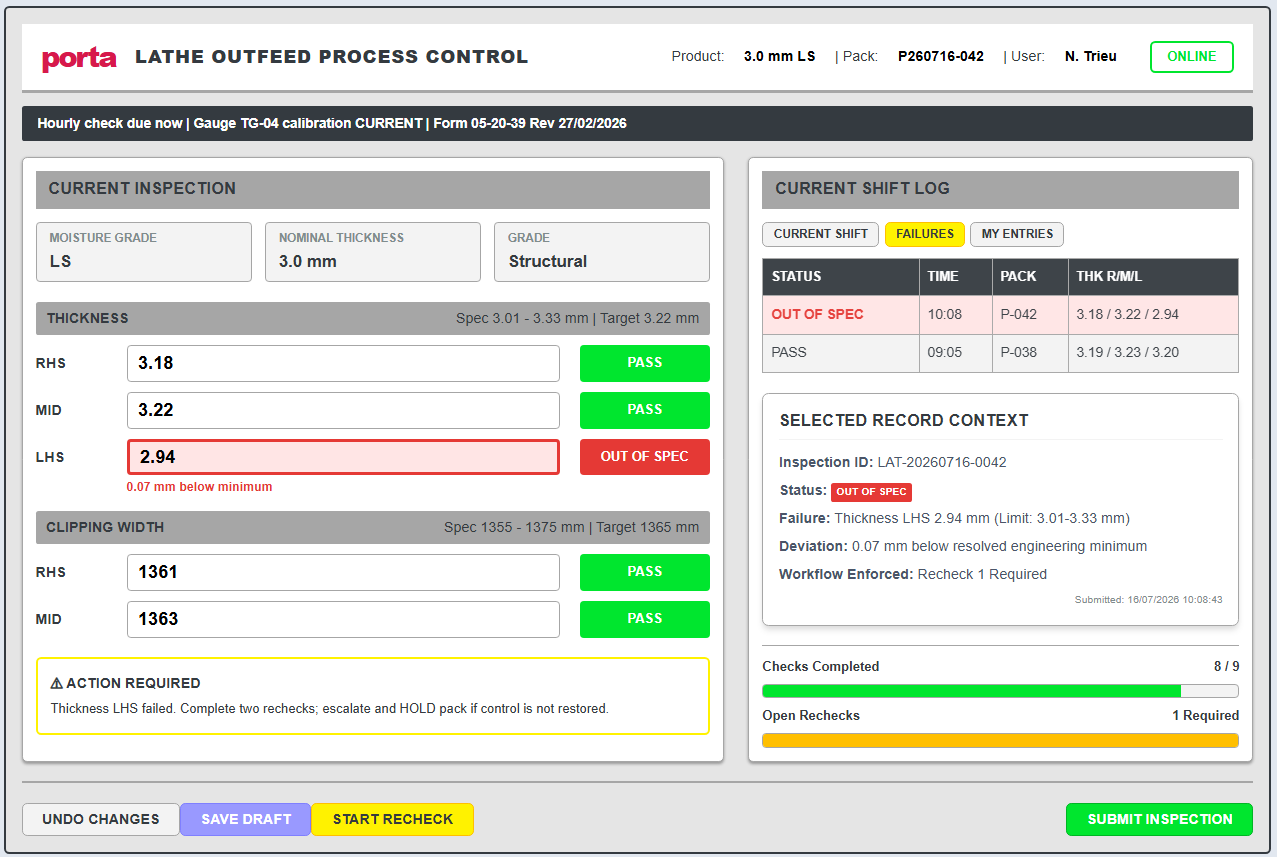 porta LATHE OUTFEED PROCESS CONTROL Product: 3.0 mm LS | Pack: P260716-042 | User: N. Trieu ONLINE
Hourly check due now | Gauge TG-04 calibration CURRENT | Form 05-20-39 Rev 27/02/2026
CURRENT INSPECTION
MOISTURE GRADE
LS
NOMINAL THICKNESS
3.0 mm
GRADE
Structural
THICKNESS Spec 3.01 - 3.33 mm | Target 3.22 mm
RHS 3.18 PASS
MID 3.22 PASS
LHS 2.94 OUT OF SPEC
0.07 mm below minimum
CLIPPING WIDTH Spec 1355 - 1375 mm | Target 1365 mm
RHS 1361 PASS
MID 1363 PASS
⚠ ACTION REQUIRED
Thickness LHS failed. Complete two rechecks; escalate and HOLD pack if control is not restored.
CURRENT SHIFT LOG
CURRENT SHIFT FAILURES MY ENTRIES
STATUS TIME PACK THK R/M/L
OUT OF SPEC 10:08 P-042 3.18 / 3.22 / 2.94
PASS 09:05 P-038 3.19 / 3.23 / 3.20
SELECTED RECORD CONTEXT
Inspection ID: LAT-20260716-0042
Status: OUT OF SPEC
Failure: Thickness LHS 2.94 mm (Limit: 3.01-3.33 mm)
Deviation: 0.07 mm below resolved engineering minimum
Workflow Enforced: Recheck 1 Required
Submitted: 16/07/2026 10:08:43
Checks Completed 8 / 9
Open Rechecks 1 Required
UNDO CHANGES SAVE DRAFT START RECHECK SUBMIT INSPECTION